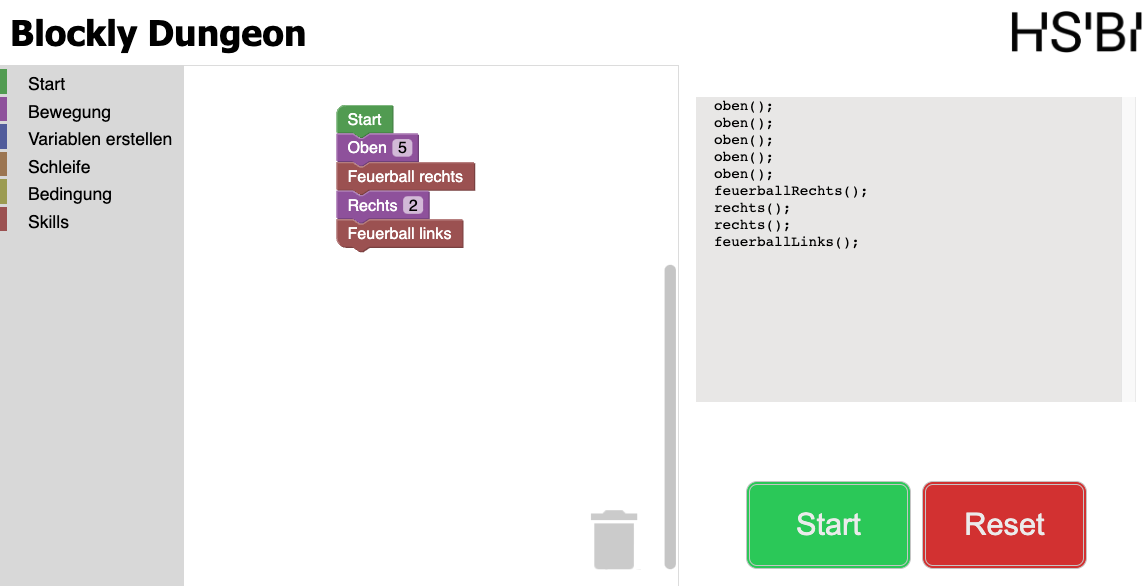 Blockly Dungeon
HSBI
Start
Bewegung
Variablen erstellen
Schleife
Bedingung
Skills
Start
Oben 5
Feuerball rechts
Rechts 2
Feuerball links
oben();
oben();
oben();
oben();
oben();
feuerballRechts();
rechts();
rechts();
feuerballLinks();
Start
Reset